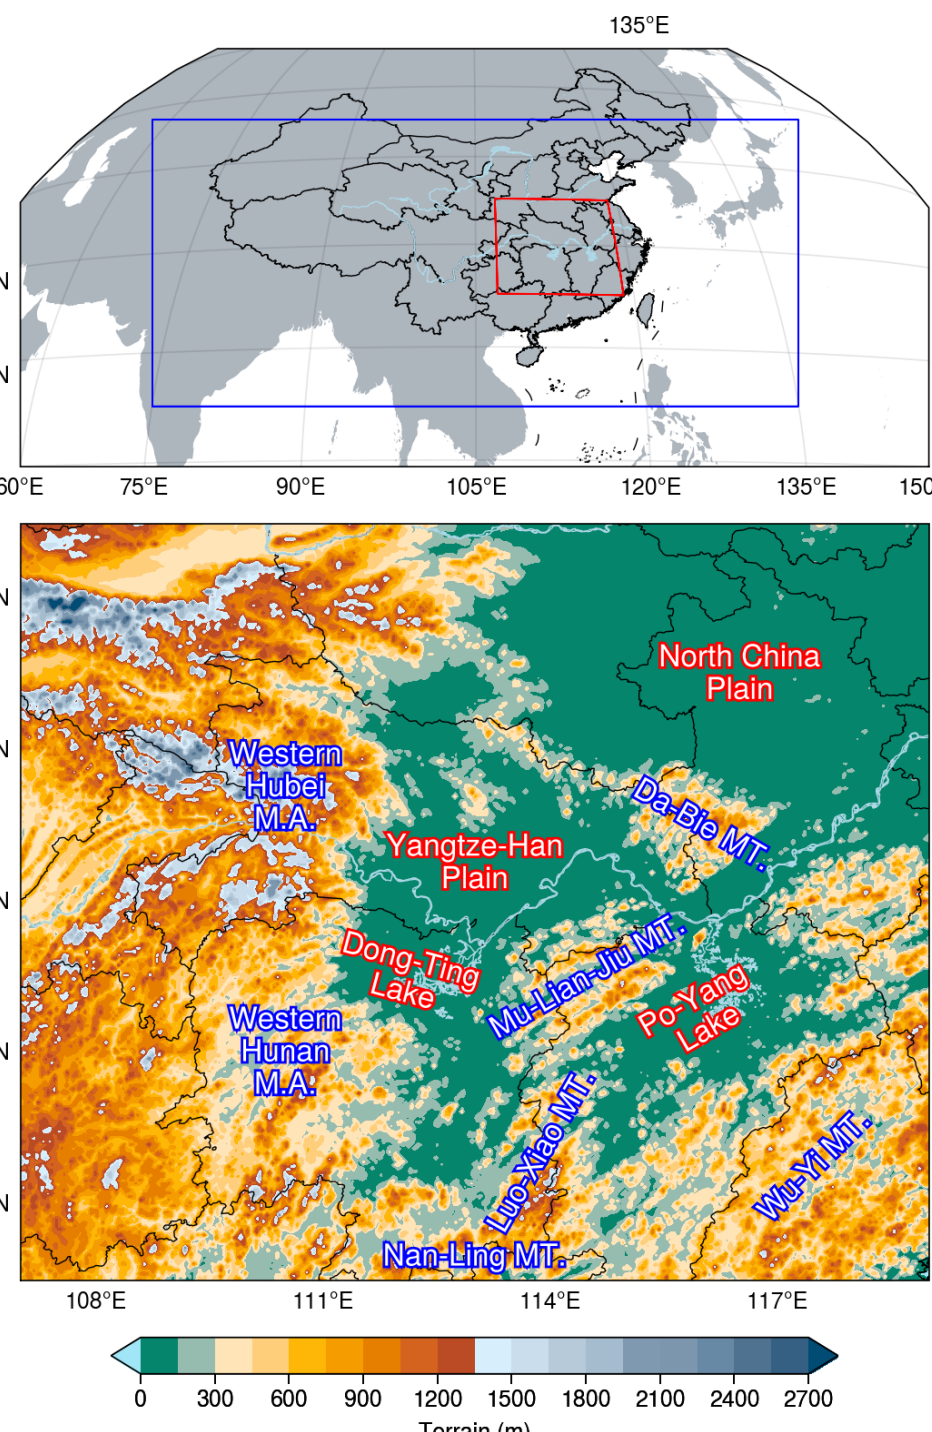 135°E
N
N
60°E 75°E 90°E 105°E 120°E 135°E 150
N
North China
Plain
N
Western
Hubei
M.A.
Da-Bie MT.
Yangtze-Han
Plain
N
Dong-Ting
Lake
Mu-Lian-Jiu MT.
Po-Yang
Lake
Western
Hunan
M.A.
N
Luo-Xiao MT.
Wu-Yi MT.
N
Nan-Ling MT.
108°E 111°E 114°E 117°E
0 300 600 900 1200 1500 1800 2100 2400 2700
Terrain (m)